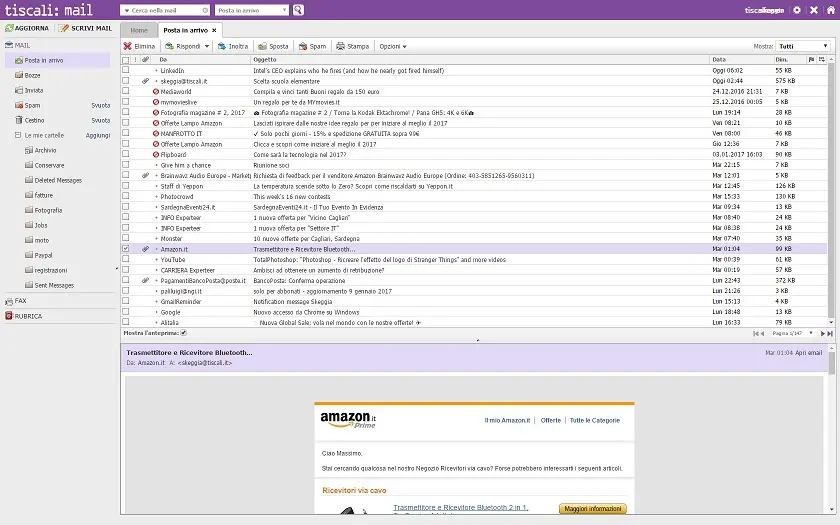 tiscali: mail
Cerca nella mail
Posta in arrivo
tiscali
AGGIORNA
SCRIVI MAIL
Home
Posta in arrivo ×
MAIL
Posta in arrivo
Bozze
Inviata
Spam Svuota
Cestino Svuota
Le mie cartelle Aggiungi
Archivio
Conservare
Deleted Messages
fatture
Fotografia
Jobs
moto
Paypal
registrazioni
Sent Messages
FAX
RUBRICA
Elimina Rispondi Inoltra Sposta Spam Stampa Opzioni Mostra: Tutti
! Da Oggetto Data Dim.
LinkedIn Intel's CEO explains who he fires (and how he nearly got fired himself) Oggi 06:02 55 KB
skeggia@tiscali.it Scelta scuola elementare Oggi 02:44 575 KB
Mediaworld Compila e vinci tanti Buoni regalo da 150 euro 24.12.2016 21:31 7 KB
mymovieslive Un regalo per te da MYmovies.it 25.12.2016 00:05 5 KB
Fotografia magazine # 2, 2017 Fotografia magazine # 2 / Torna la Kodak Ektachrome! / Pana GH5: 4K e 6K Lun 19:14 28 KB
Offerte Lampo Amazon Lasciati ispirare dalle nostre idee regalo per per iniziare al meglio il 2017 Ven 08:21 10 KB
MANFROTTO IT ✓ Solo pochi giorni - 15% e spedizione GRATUITA sopra 99€ Ven 08:00 46 KB
Offerte Lampo Amazon Clicca e scopri come iniziare al meglio il 2017 Gio 12:36 7 KB
Flipboard Come sarà la tecnologia nel 2017? 03.01.2017 16:03 90 KB
Give him a chance Riunione soci Mar 22:15 7 KB
Brainwavz Audio Europe - Market Richiesta di feedback per il venditore Amazon Brainwavz Audio Europe (Ordine: 403-5851265-9560311) Mar 12:01 5 KB
Staff di Yeppon La temperatura scende sotto lo Zero? Scopri come riscaldarti su Yeppon.it Mar 12:45 126 KB
Photocrowd This week's 16 new contests Mar 15:33 130 KB
SardegnaEventi24.it SardegnaEventi24.it - Il Tuo Evento In Evidenza Mar 09:34 13 KB
INFO Experteer 1 nuova offerta per "Vicino Cagliari" Mar 08:40 24 KB
INFO Experteer 1 nuova offerta per "Settore IT" Mar 08:38 24 KB
Monster 10 nuove offerte per Cagliari, Sardegna Mar 07:40 35 KB
Amazon.it Trasmettitore e Ricevitore Bluetooth... Mar 01:04 99 KB
YouTube TotalPhotoshop: "Photoshop - Ricreare l'effetto del logo di Stranger Things" and more videos Mar 00:39 61 KB
CARRIERA Experteer Ambisci ad ottenere un aumento di retribuzione? Mar 00:19 57 KB
PagamentiBancoPosta@poste.it BancoPosta: Conferma operazione Lun 22:43 372 KB
paliluigi@ngi.it solo per abbonati - aggiornamento 9 gennaio 2017 Lun 21:26 3 KB
GmailReminder Notification message Skeggia Lun 15:13 4 KB
Google Nuovo accesso da Chrome su Windows Lun 18:48 13 KB
Alitalia Nuova Global Sale: vola nel mondo con le nostre offerte! ✈ Lun 16:33 79 KB
Mostra l'anteprima: Pagina 1/147
Trasmettitore e Ricevitore Bluetooth... Mar 01:04 Apri email
Da: Amazon.it A: <skeggia@tiscali.it>
amazon.it
Prime
Il mio Amazon.it | Offerte | Tutte le Categorie
Ciao Massimo,
Stai cercando qualcosa nel nostro Negozio Ricevitori via cavo? Forse potrebbero interessarti i seguenti articoli.
Ricevitori via cavo
Trasmettitore e Ricevitore Bluetooth 2 in 1,
Maggiori informazioni